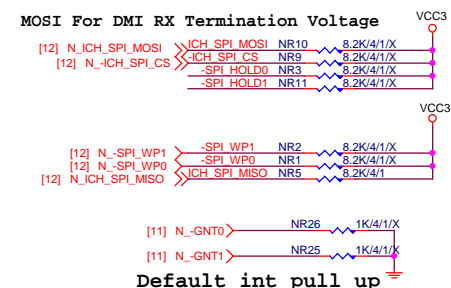 MOSI For DMI RX Termination Voltage VCC3
[12] N_ICH_SPI_MOSI ICH_SPI_MOSI NR10 8.2K/4/1/X
[12] N_-ICH_SPI_CS -ICH_SPI_CS NR9 8.2K/4/1/X
-SPI_HOLD0 NR3 8.2K/4/1/X
-SPI_HOLD1 NR11 8.2K/4/1/X
VCC3
[12] N_-SPI_WP1 -SPI_WP1 NR2 8.2K/4/1/X
[12] N_-SPI_WP0 -SPI_WP0 NR1 8.2K/4/1/X
[12] N_ICH_SPI_MISO ICH_SPI_MISO NR5 8.2K/4/1
[11] N_-GNT0 NR26 1K/4/1/X
[11] N_-GNT1 NR25 1K/4/1/X
Default int pull up